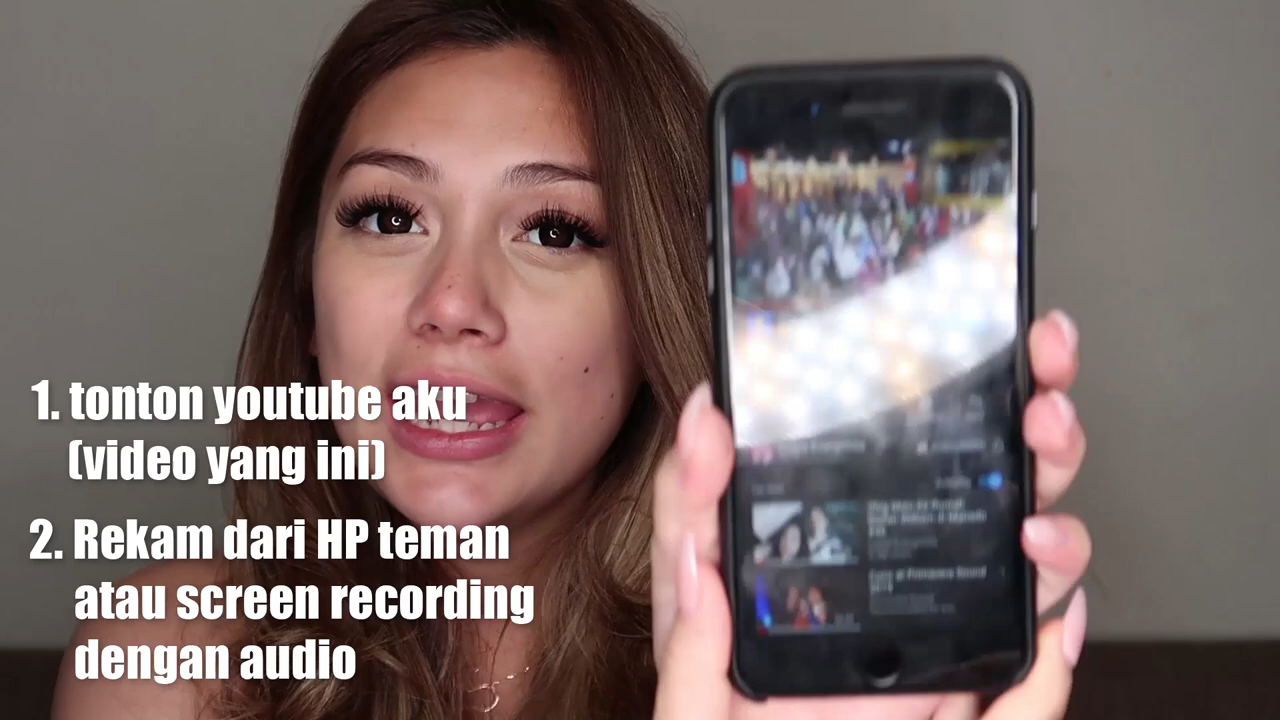 1. tonton youtube aku
(video yang ini)
2. Rekam dari HP teman
atau screen recording
dengan audio